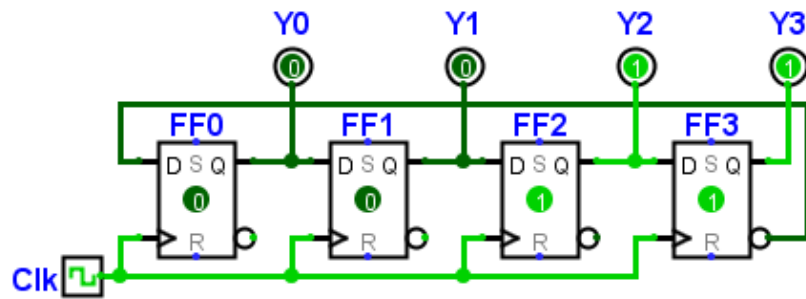 Y0 Y1 Y2 Y3
0 0 1 1
FF0 FF1 FF2 FF3
D S Q D S Q D S Q D S Q
0 0 1 1
R R R R
Clk